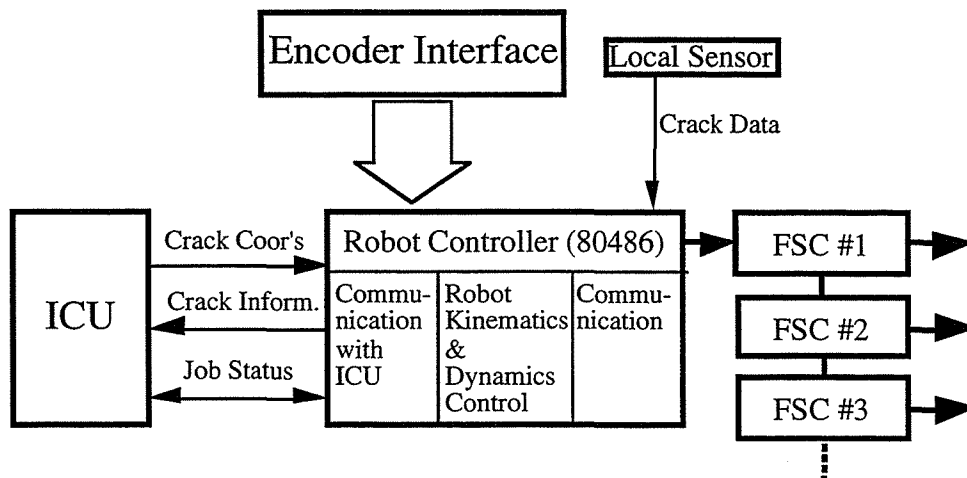 Encoder Interface
Local Sensor
Crack Data
Crack Coor's
Crack Inform.
Job Status
ICU
Robot Controller (80486)
Commu-
nication
with
ICU
Robot
Kinematics
&
Dynamics
Control
Commu-
nication
FSC #1
FSC #2
FSC #3